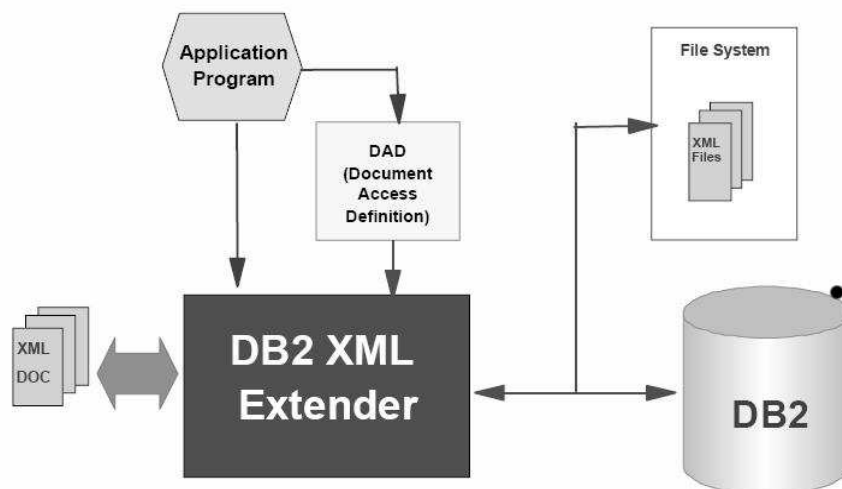 Application
Program
File System
XML
Files
DAD
(Document
Access
Definition)
XML
DOC
DB2 XML
Extender
DB2